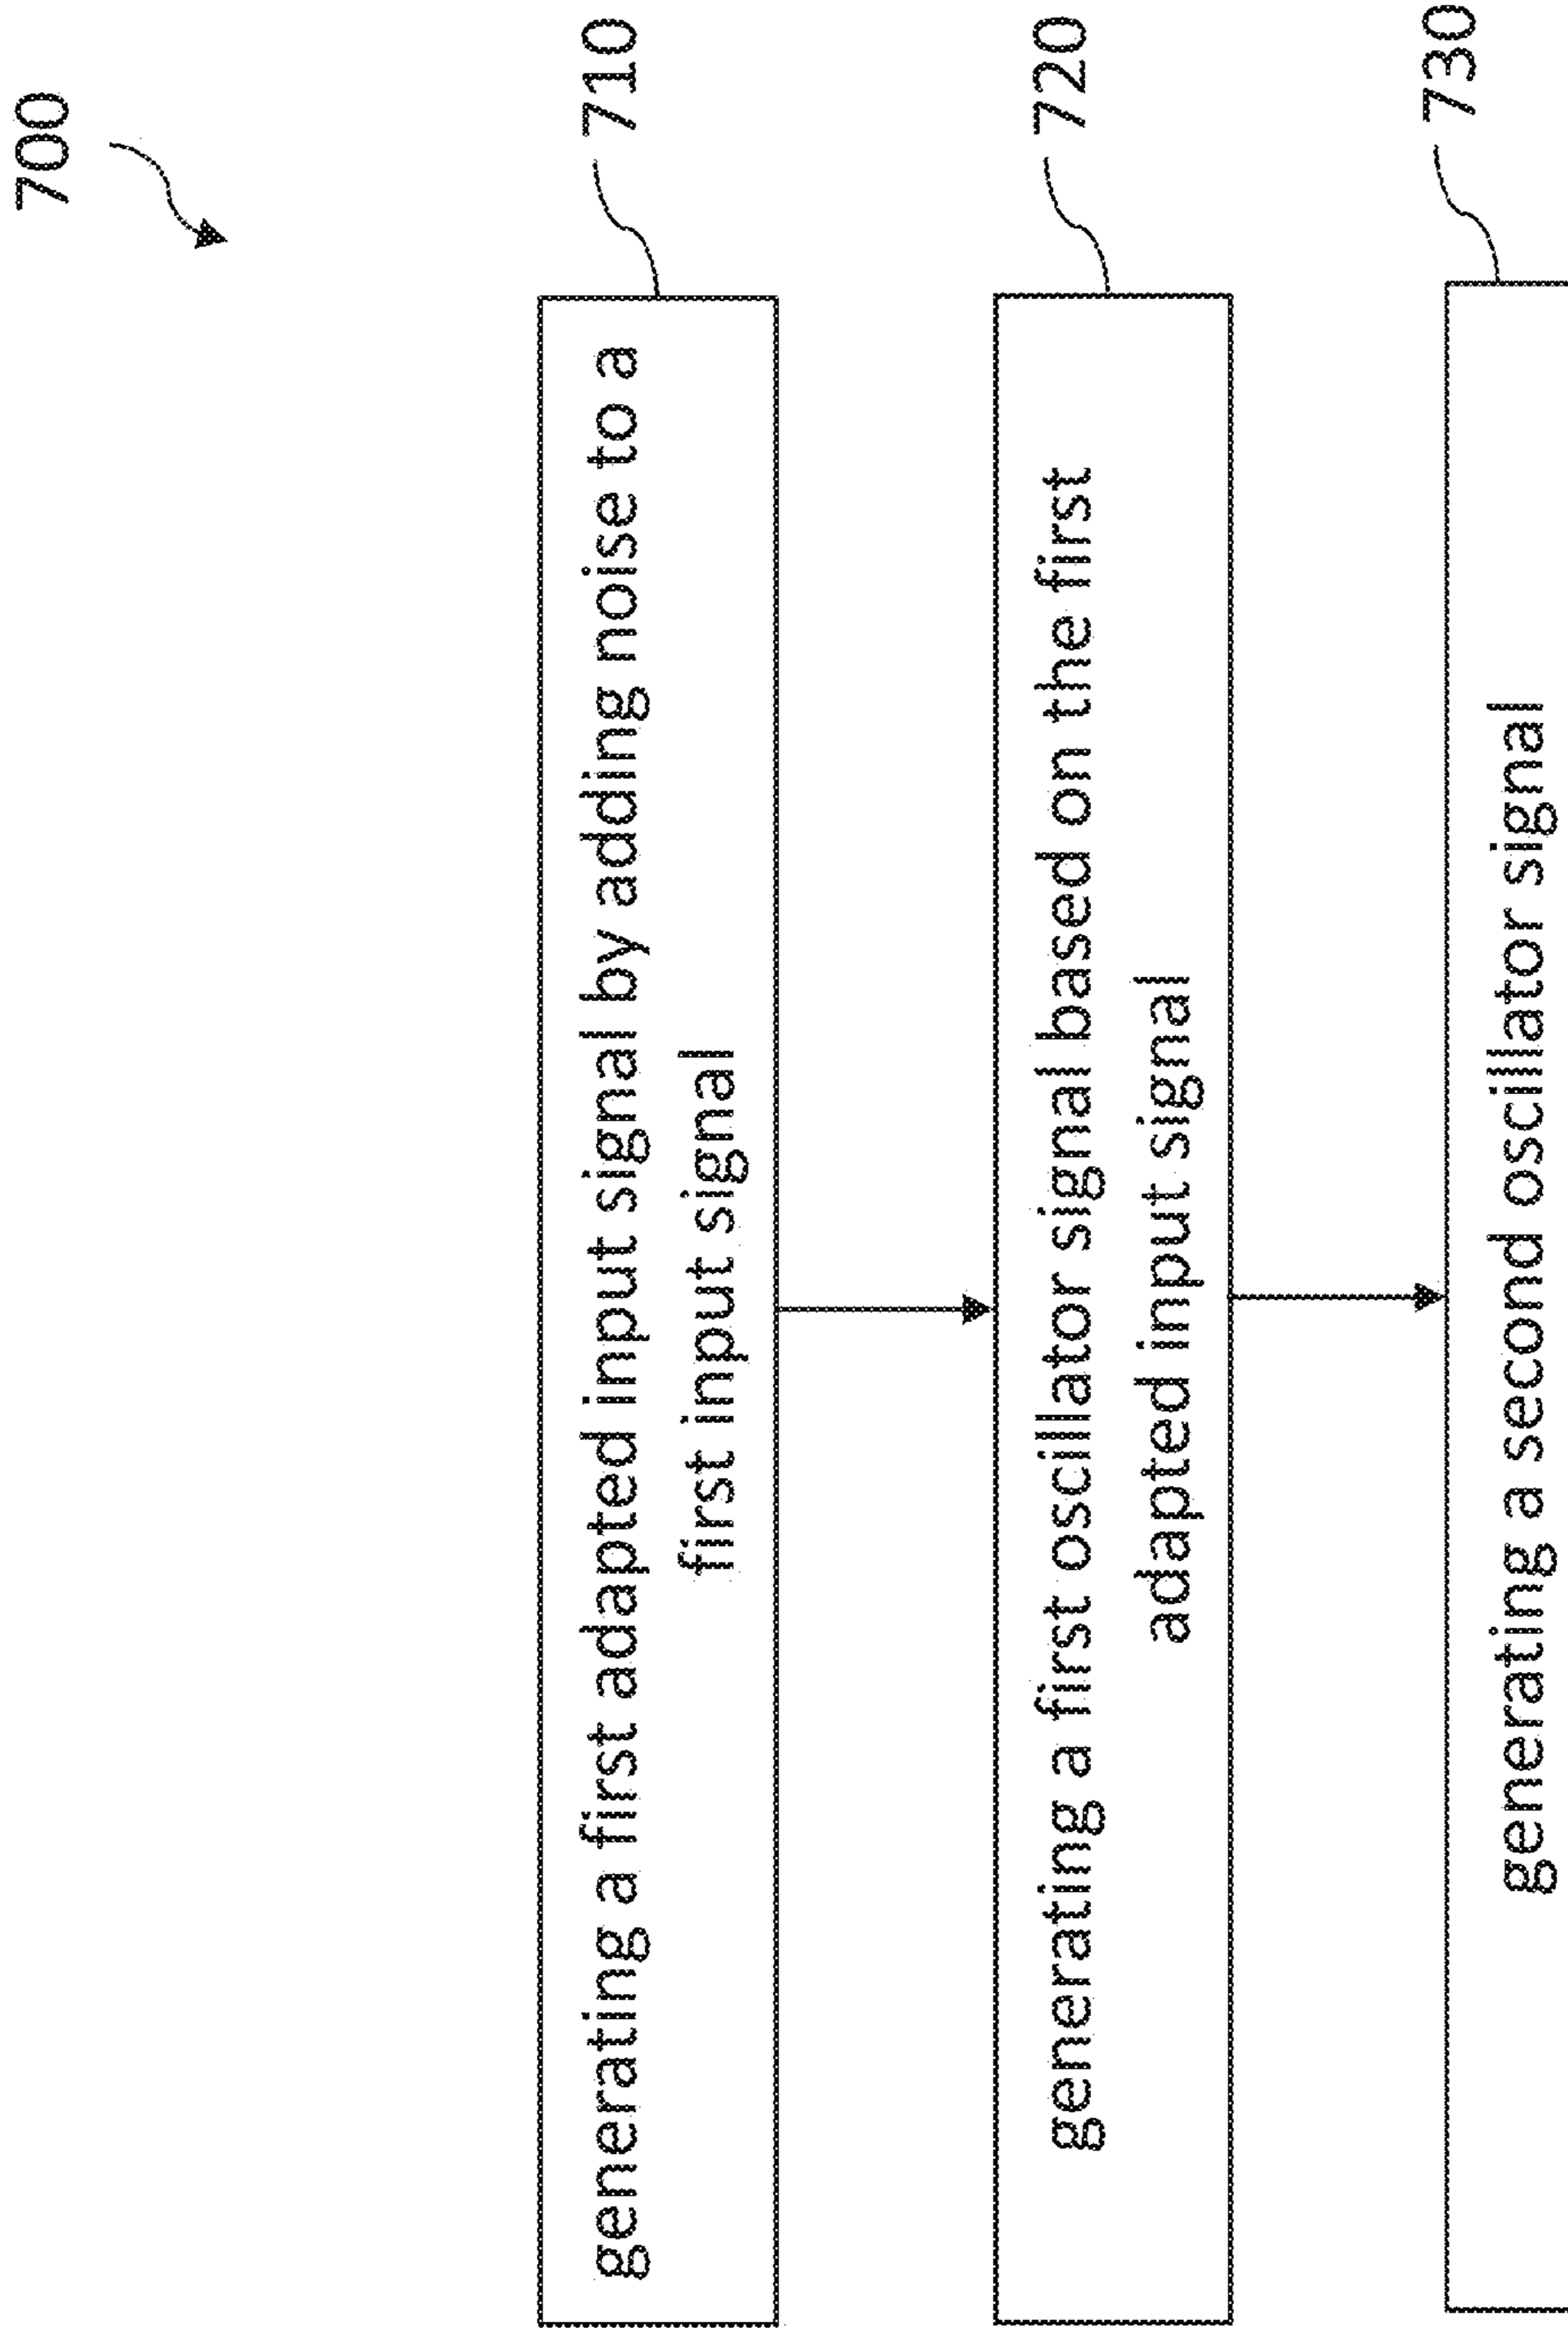 700
generating a first adapted input signal by adding noise to a
first input signal
710
generating a first oscillator signal based on the first
adapted input signal
720
generating a second oscillator signal
730